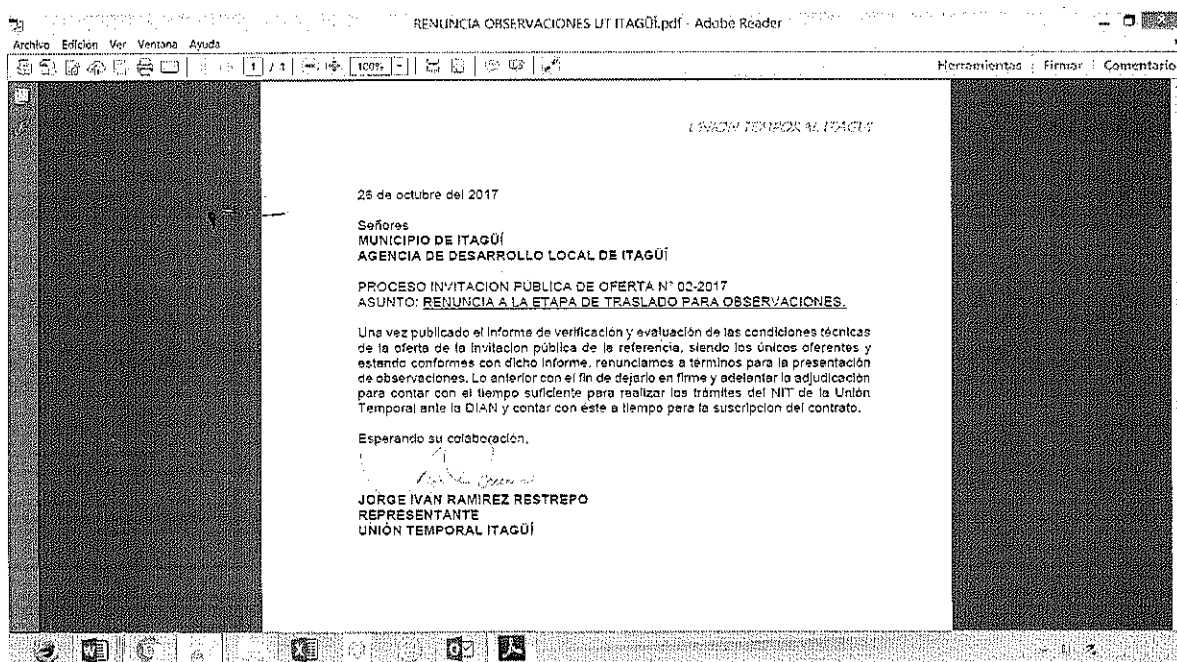 RENUNCIA OBSERVACIONES UT ITAGÜÍ.pdf - Adobe Reader
Archivo Edición Ver Ventana Ayuda
1 / 1 100% Herramientas Firmar Comentario
UNION TEMPORAL ITAGUI
26 de octubre del 2017
Señores
MUNICIPIO DE ITAGÜÍ
AGENCIA DE DESARROLLO LOCAL DE ITAGÜÍ
PROCESO INVITACION PÚBLICA DE OFERTA N° 02-2017
ASUNTO: RENUNCIA A LA ETAPA DE TRASLADO PARA OBSERVACIONES.
Una vez publicado el informe de verificación y evaluación de las condiciones técnicas
de la oferta de la invitacion pública de la referencia, siendo los únicos oferentes y
estando conformes con dicho informe, renunciamos a términos para la presentación
de observaciones. Lo anterior con el fin de dejarlo en firme y adelantar la adjudicación
para contar con el tiempo suficiente para realizar los trámites del NIT de la Unión
Temporal ante la DIAN y contar con éste a tiempo para la suscripcion del contrato.
Esperando su colaboración,
JORGE IVAN RAMIREZ RESTREPO
REPRESENTANTE
UNIÓN TEMPORAL ITAGÜÍ